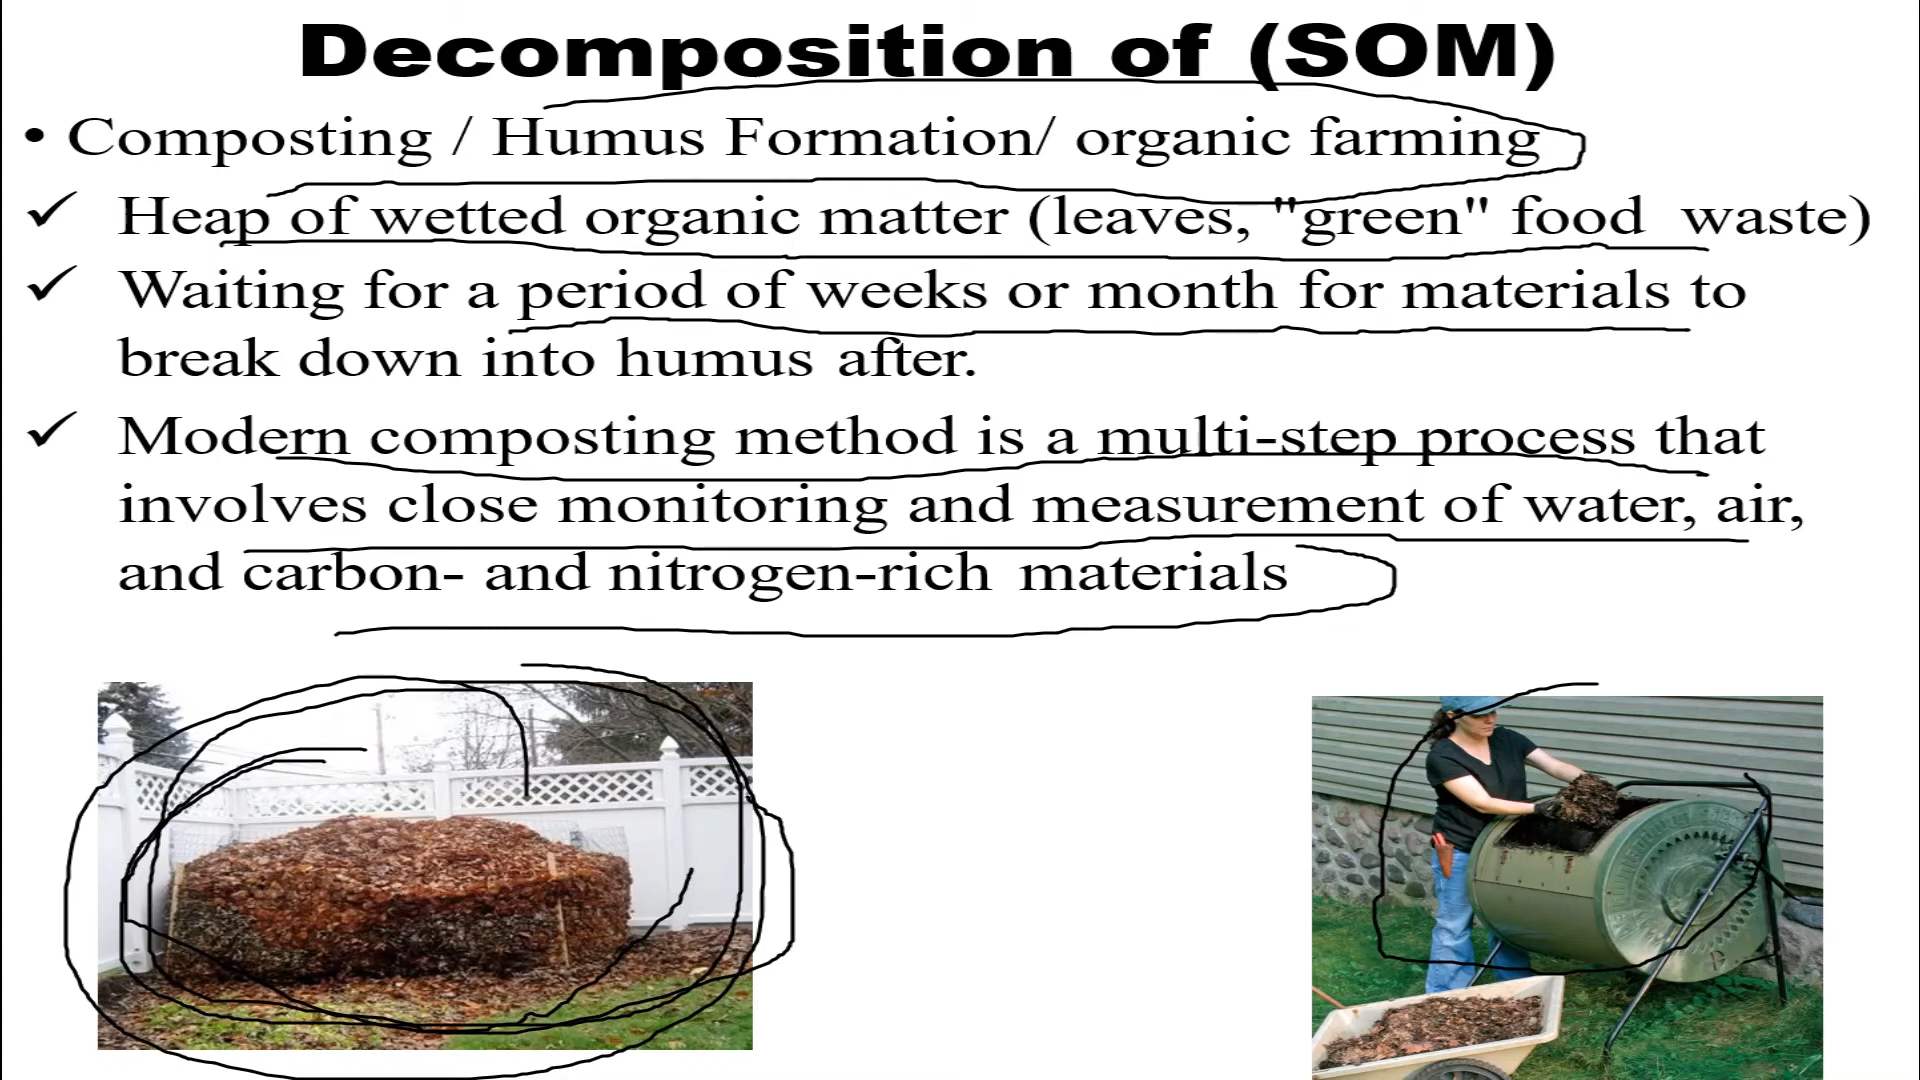 Decomposition of (SOM)
• Composting / Humus Formation/ organic farming
✓ Heap of wetted organic matter (leaves, "green" food waste)
✓ Waiting for a period of weeks or month for materials to
break down into humus after.
✓ Modern composting method is a multi-step process that
involves close monitoring and measurement of water, air,
and carbon- and nitrogen-rich materials